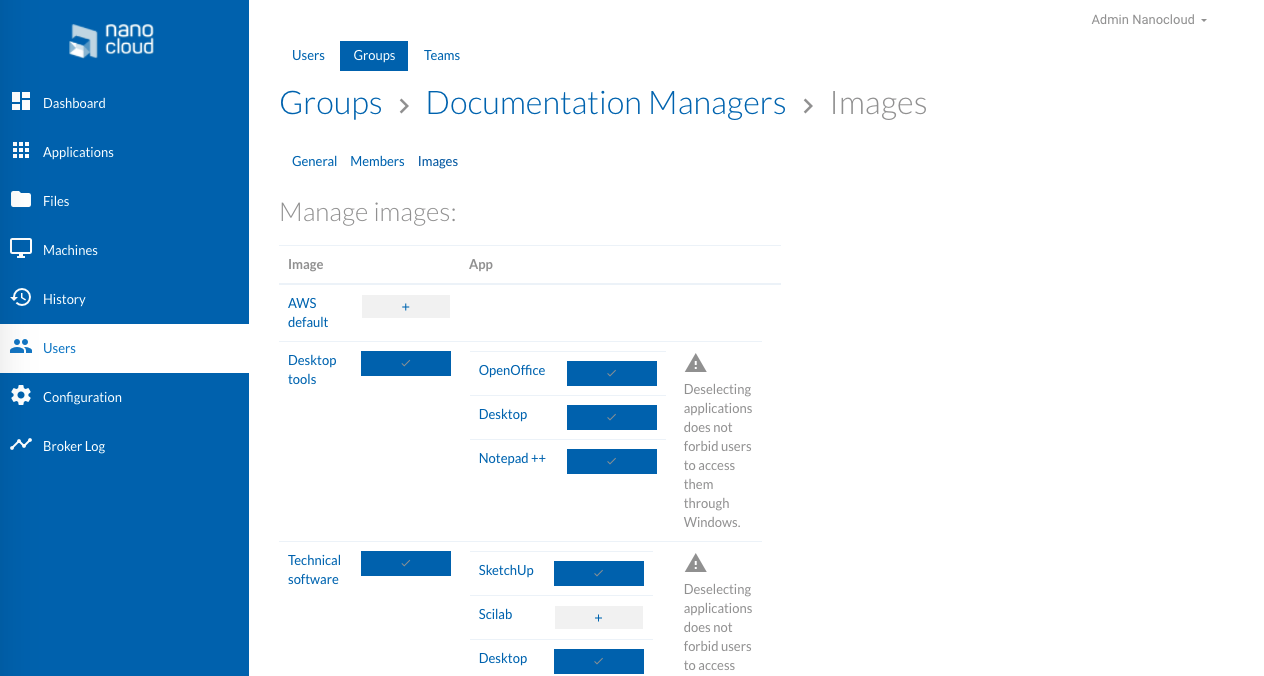 nano
cloud
Admin Nanocloud
Users Groups Teams
Groups > Documentation Managers > Images
Dashboard
Applications
Files
Machines
History
Users
Configuration
Broker Log
General Members Images
Manage images:
Image App
AWS
default
+
Desktop
tools
OpenOffice
Desktop
Notepad ++
Deselecting
applications
does not
forbid users
to access
them
through
Windows.
Technical
software
SketchUp
Scilab +
Desktop
Deselecting
applications
does not
forbid users
to access